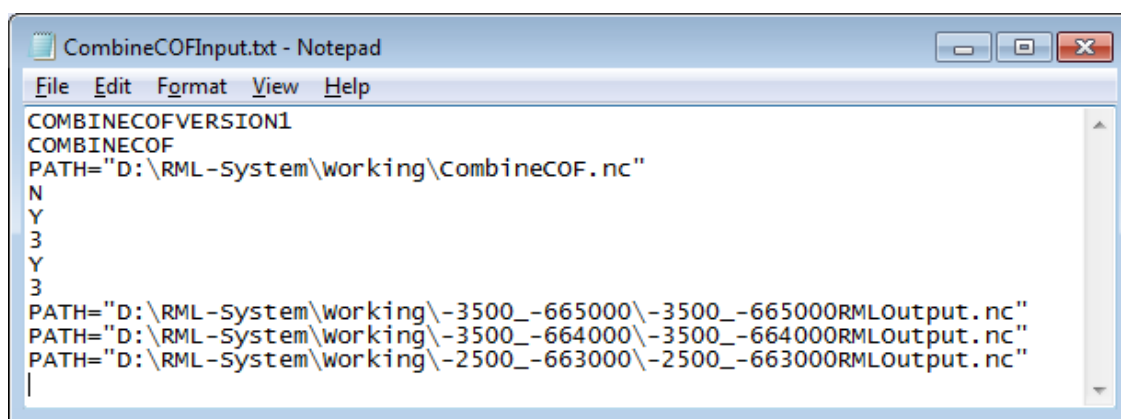 CombineCOFInput.txt - Notepad
File Edit Format View Help
COMBINECOFVERSION1
COMBINECOF
PATH="D:\RML-System\Working\CombineCOF.nc"
N
Y
3
Y
3
PATH="D:\RML-System\Working\-3500_-665000\-3500_-665000RMLOutput.nc"
PATH="D:\RML-System\Working\-3500_-664000\-3500_-664000RMLOutput.nc"
PATH="D:\RML-System\Working\-2500_-663000\-2500_-663000RMLOutput.nc"